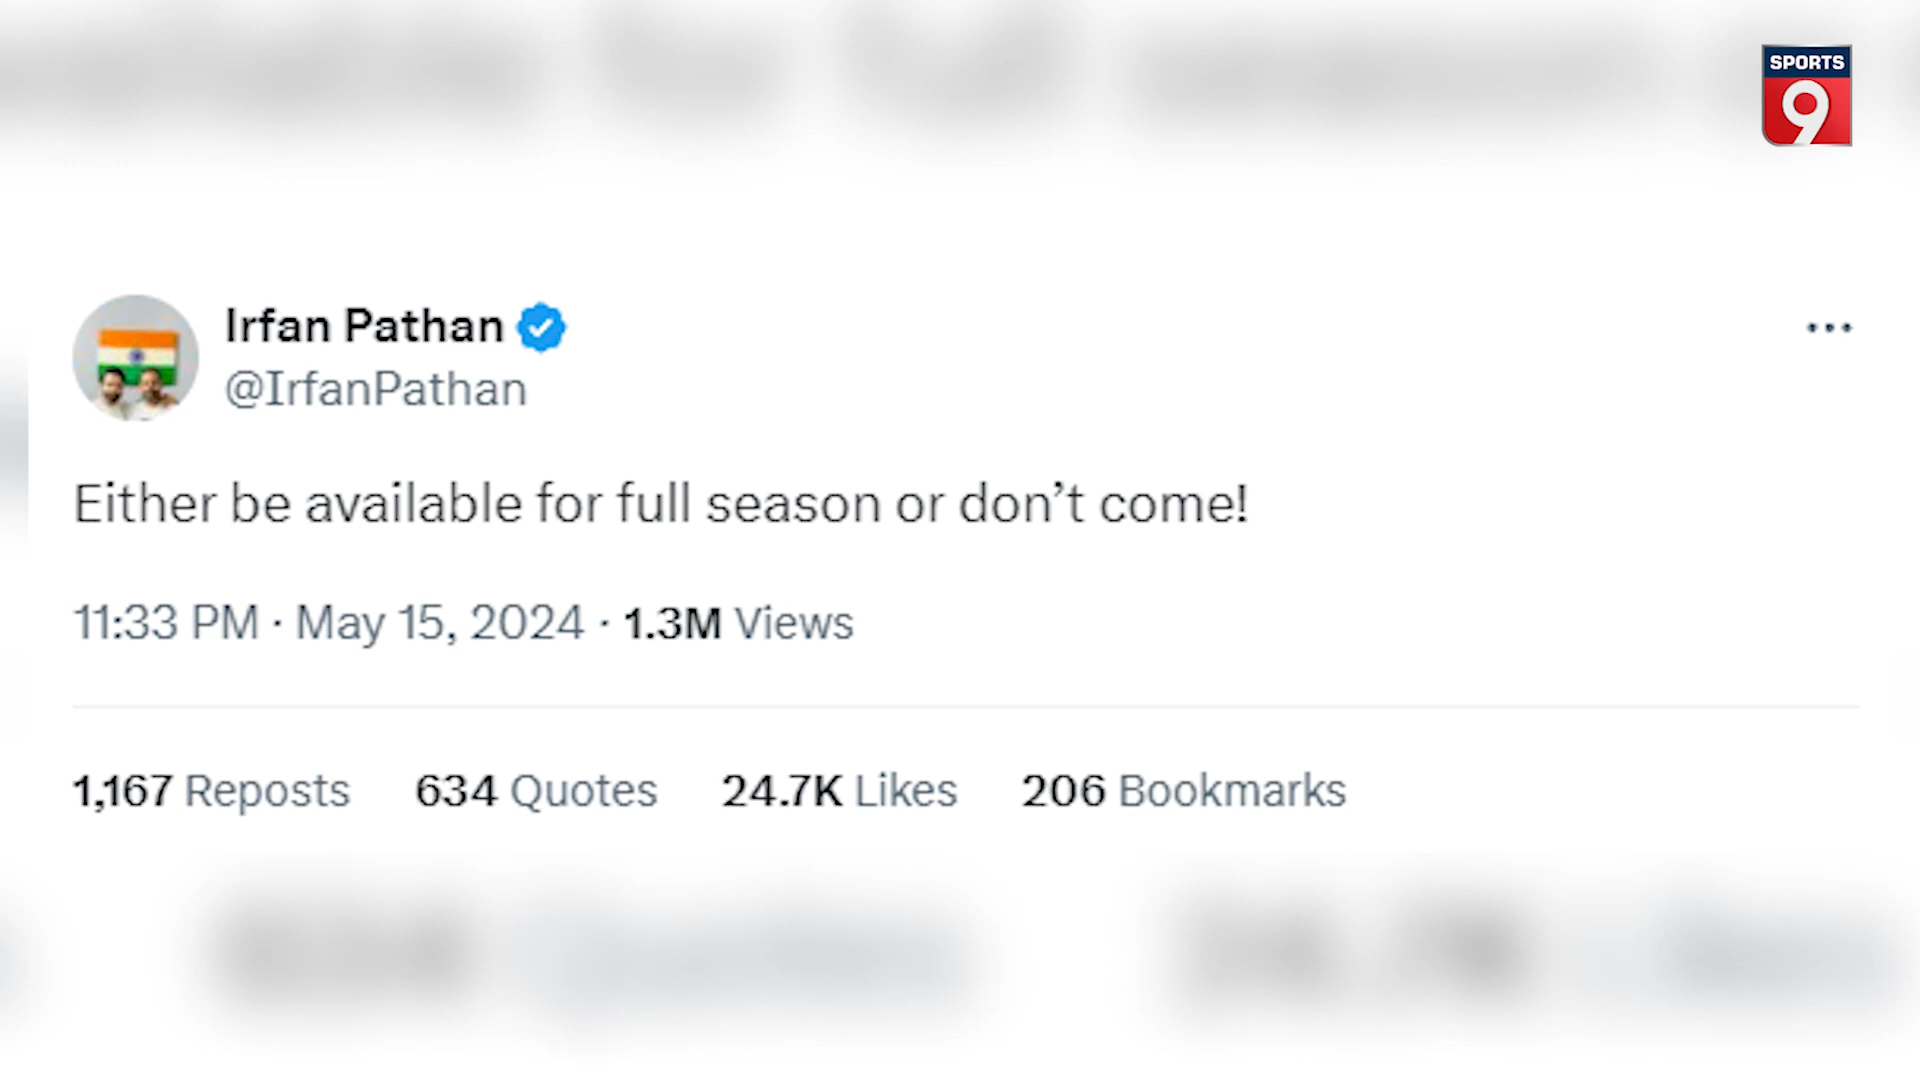 SPORTS
9
Irfan Pathan
@IrfanPathan
Either be available for full season or don’t come!
11:33 PM · May 15, 2024 · 1.3M Views
1,167 Reposts 634 Quotes 24.7K Likes 206 Bookmarks